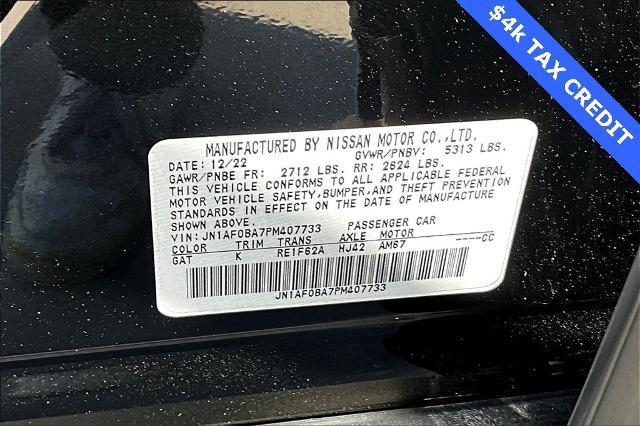 $4k TAX CREDIT
MANUFACTURED BY NISSAN MOTOR CO.,LTD.
DATE: 12/22 GVWR/PNBV: 5313 LBS.
GAWR/PNBE FR: 2712 LBS. RR: 2624 LBS.
THIS VEHICLE CONFORMS TO ALL APPLICABLE FEDERAL
MOTOR VEHICLE SAFETY,BUMPER,AND THEFT PREVENTION
STANDARDS IN EFFECT ON THE DATE OF MANUFACTURE
SHOWN ABOVE.
VIN: JN1AF0BA7PM407733 PASSENGER CAR
COLOR TRIM TRANS AXLE MOTOR
GAT K RE1F62A HJ42 AM67 ----CC
JN1AF0BA7PM407733